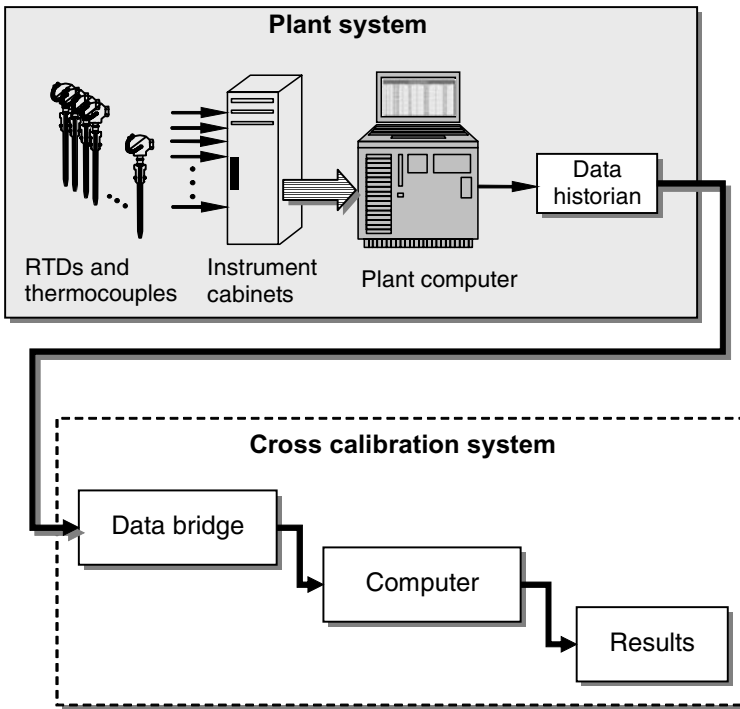 Plant system
RTDs and
thermocouples
Instrument
cabinets
Plant computer
Data
historian
Cross calibration system
Data bridge
Computer
Results